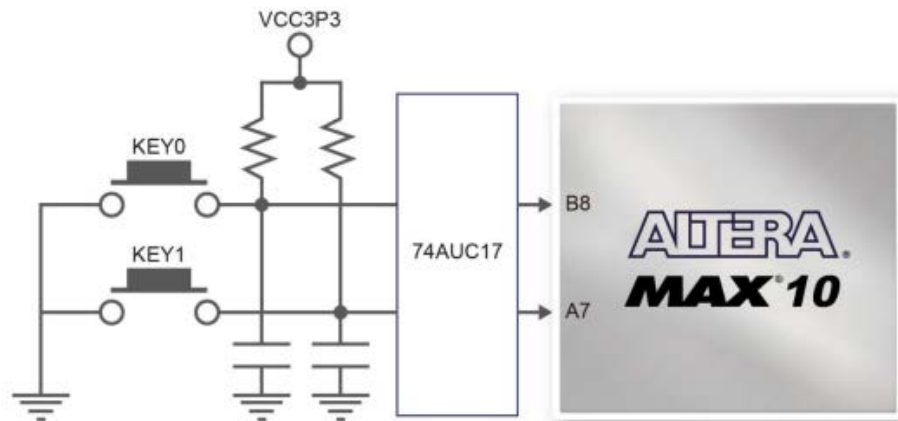 VCC3P3
KEY0
KEY1
74AUC17
B8
A7
ALTERA®
MAX® 10